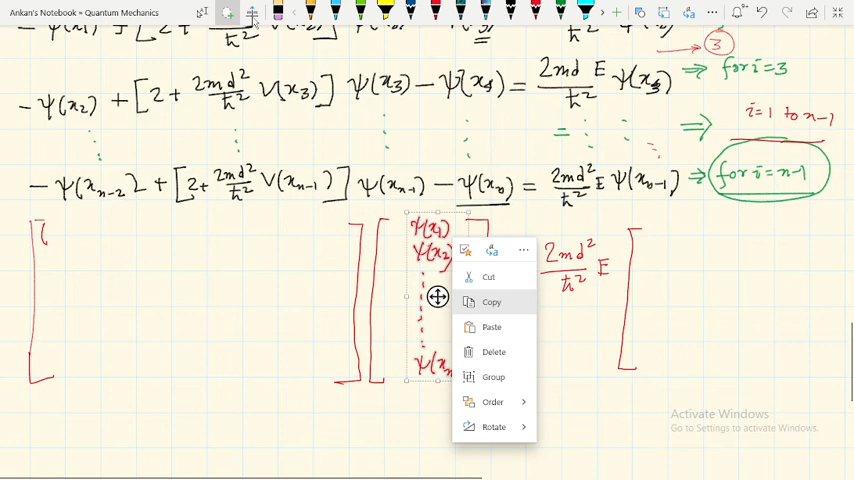 Ankan's Notebook » Quantum Mechanics
- ψ(x₂) + [2 + 2md²/ħ² V(x₃)] ψ(x₃) - ψ(x₄) = 2md E/ħ² ψ(x₃) ⇒ for i=3
③
i=1 to n-1
- ψ(xₙ₋₂) + [2 + 2md²/ħ² V(xₙ₋₁)] ψ(xₙ₋₁) - ψ(xₙ) = 2md²/ħ² E ψ(xₙ₋₁) ⇒ for i=n-1
ψ(x₁)
ψ(x₂)
2md²/ħ² E
Cut
Copy
Paste
Delete
Group
Order
Rotate
Activate Windows
Go to Settings to activate Windows.